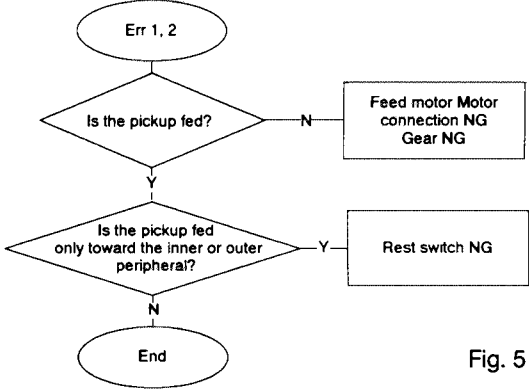 Err 1, 2
Is the pickup fed?
N
Feed motor Motor
connection NG
Gear NG
Y
Is the pickup fed
only toward the inner or outer
peripheral?
Y
Rest switch NG
N
End
Fig. 5